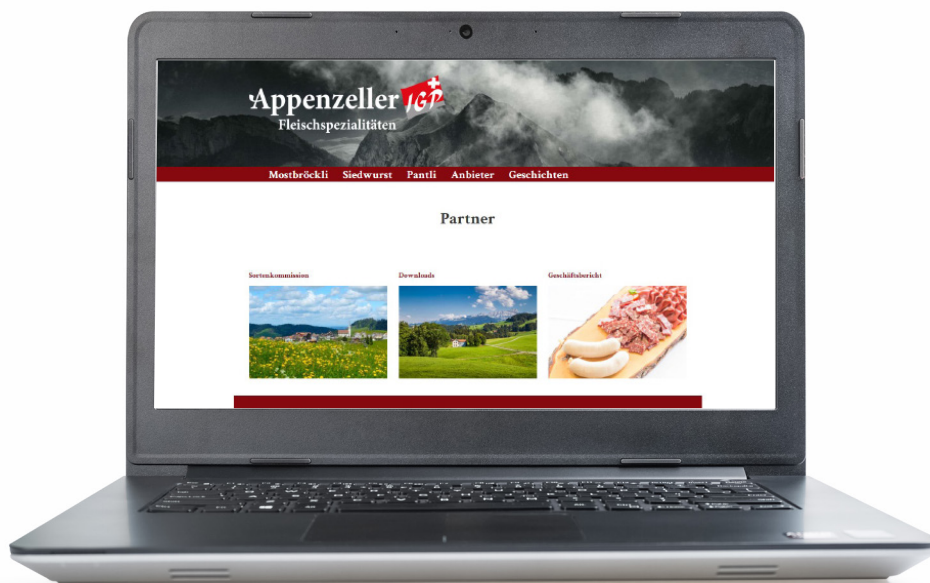 Appenzeller IGP
Fleischspezialitäten
Mostbröckli Siedwurst Pantli Anbieter Geschichten
Partner
Sortenkommission Downloads Geschäftsbericht